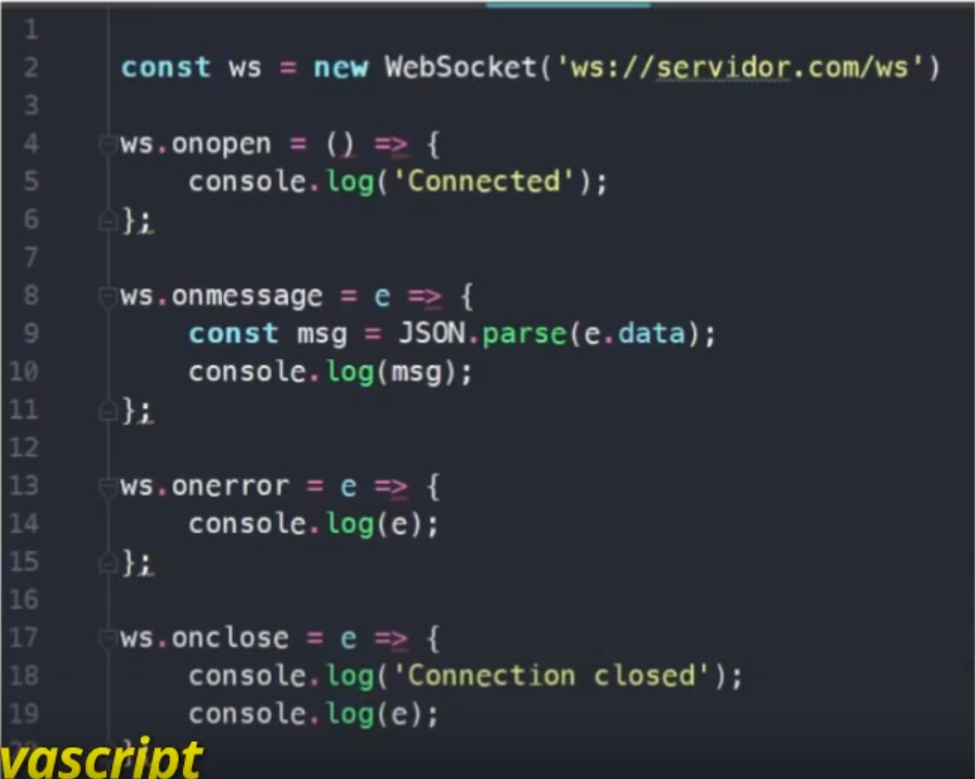 1
2 const ws = new WebSocket('ws://servidor.com/ws')
3
4 ws.onopen = () => {
5 console.log('Connected');
6 };
7
8 ws.onmessage = e => {
9 const msg = JSON.parse(e.data);
10 console.log(msg);
11 };
12
13 ws.onerror = e => {
14 console.log(e);
15 };
16
17 ws.onclose = e => {
18 console.log('Connection closed');
19 console.log(e);
vascript